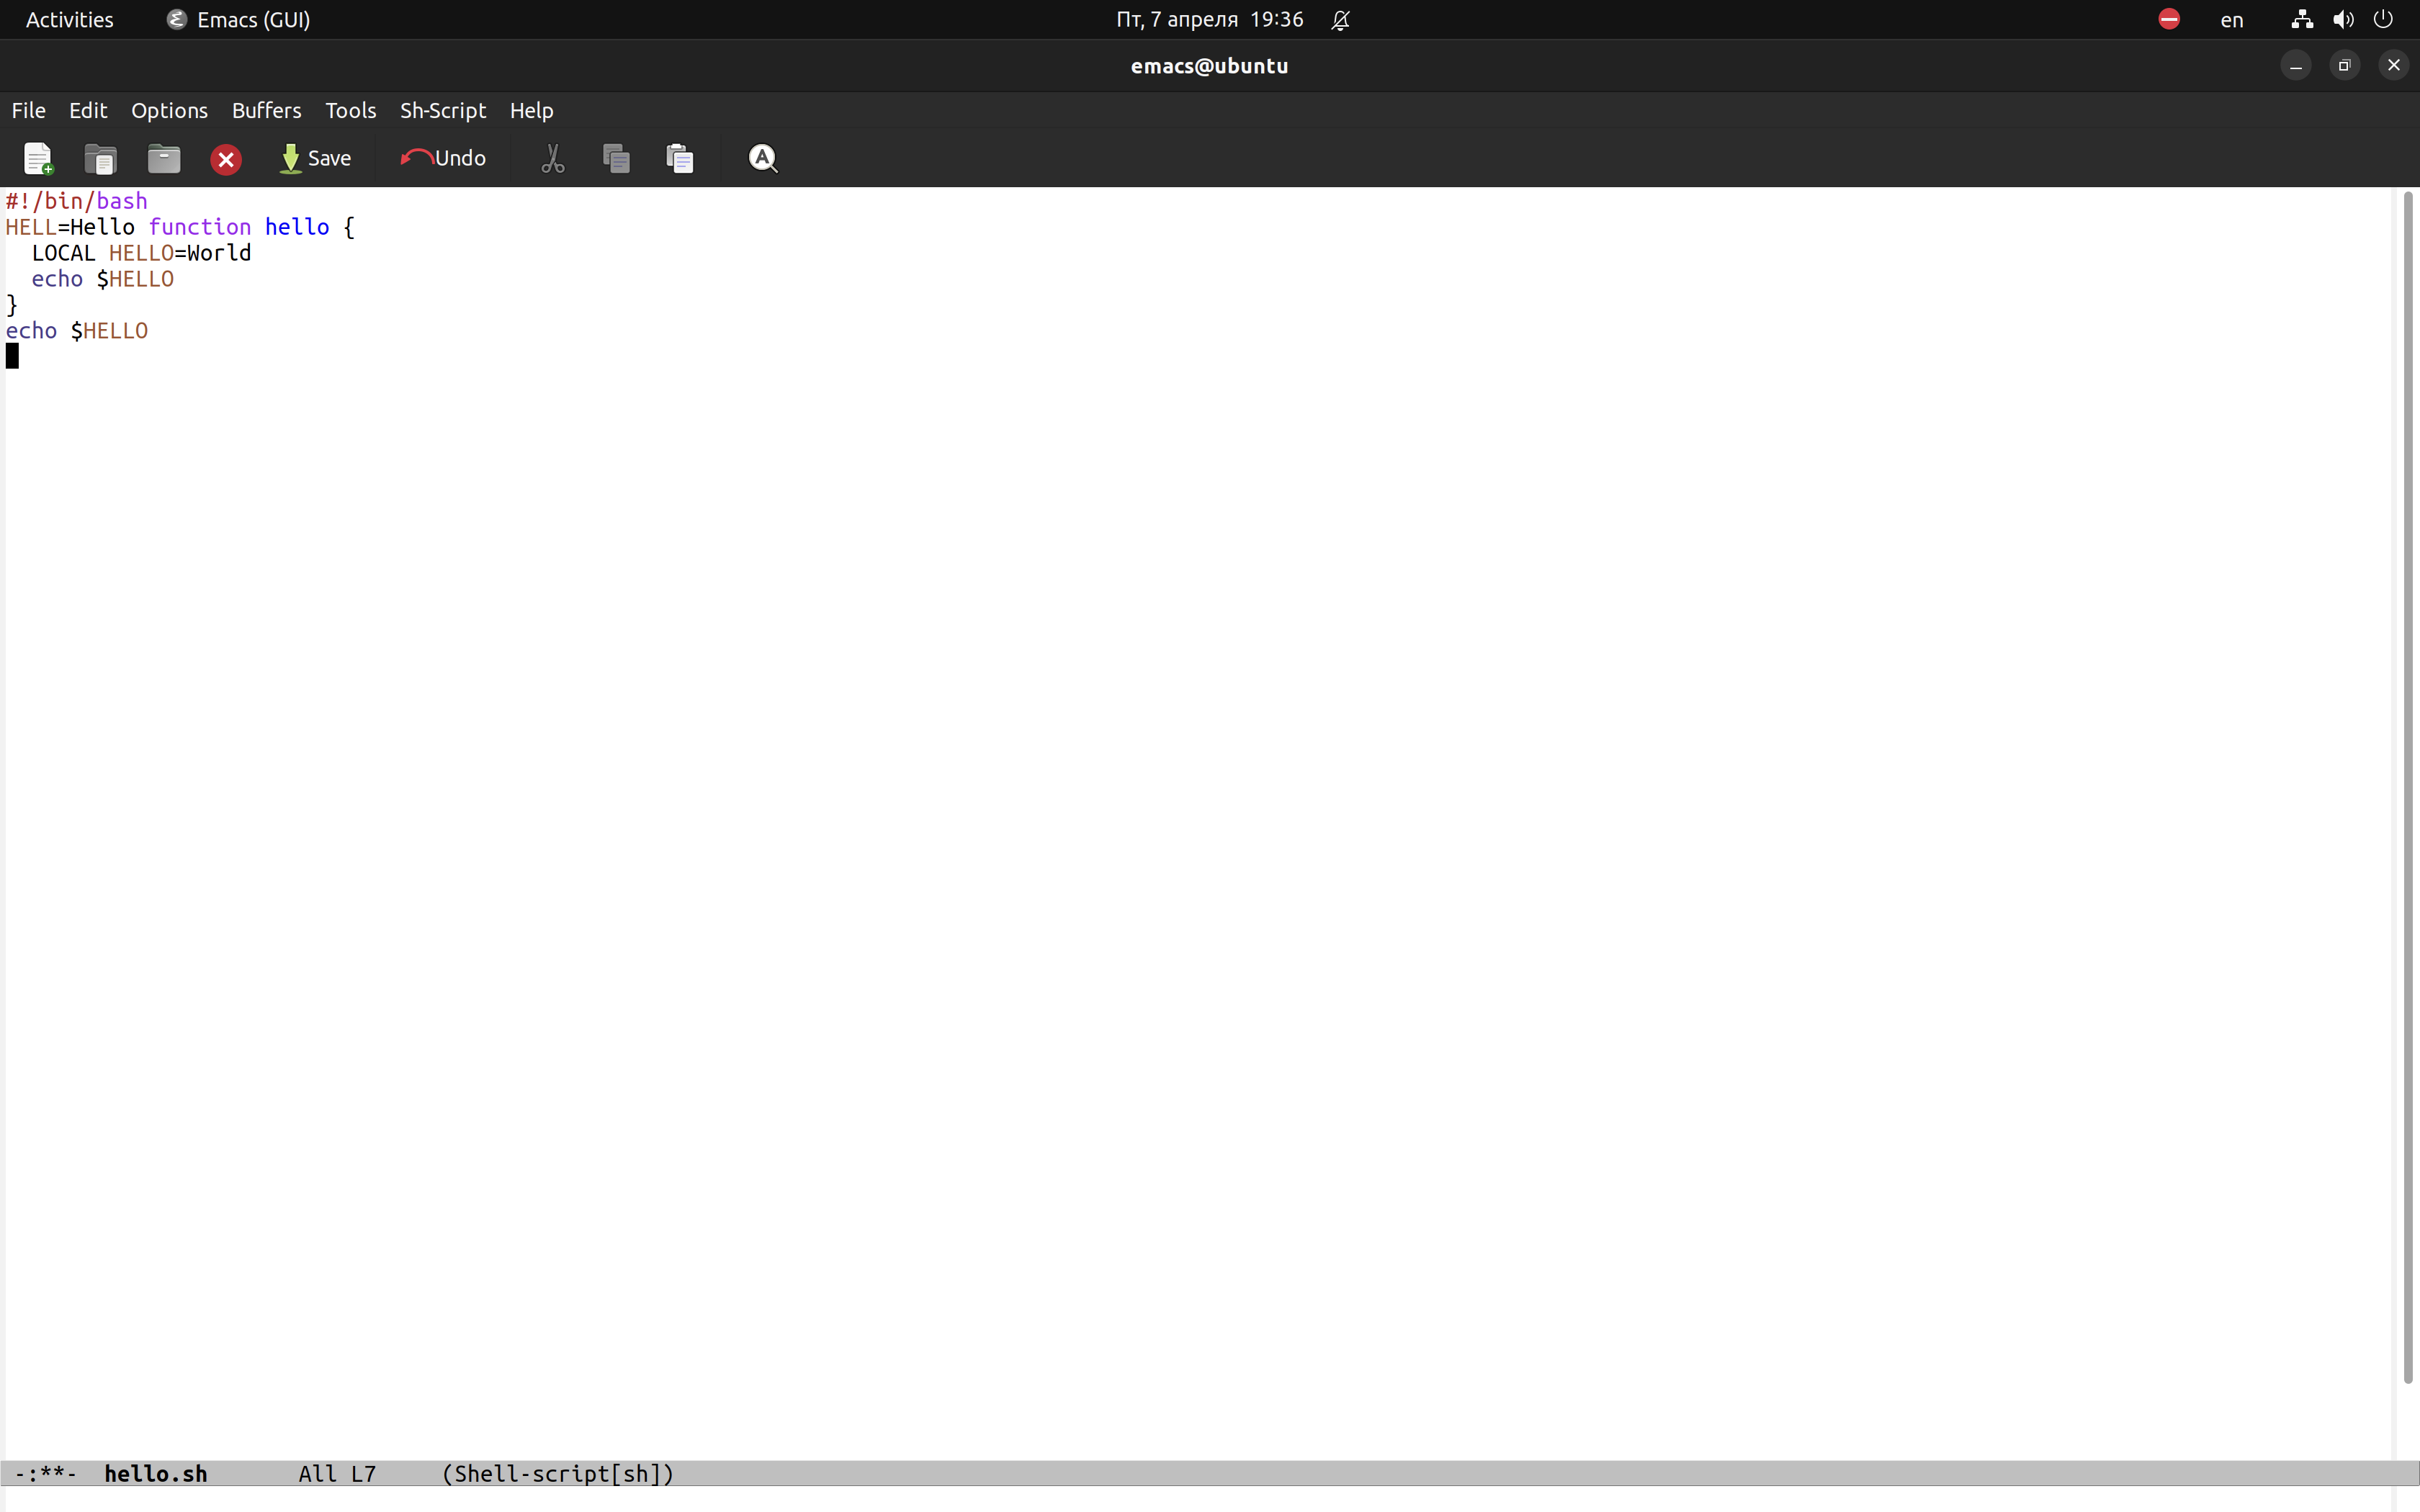 Activities Emacs (GUI) Пт, 7 апреля 19:36 en
emacs@ubuntu
File Edit Options Buffers Tools Sh-Script Help
Save Undo
#!/bin/bash
HELL=Hello function hello {
  LOCAL HELLO=World
  echo $HELLO
}
echo $HELLO
-:**- hello.sh All L7 (Shell-script[sh])